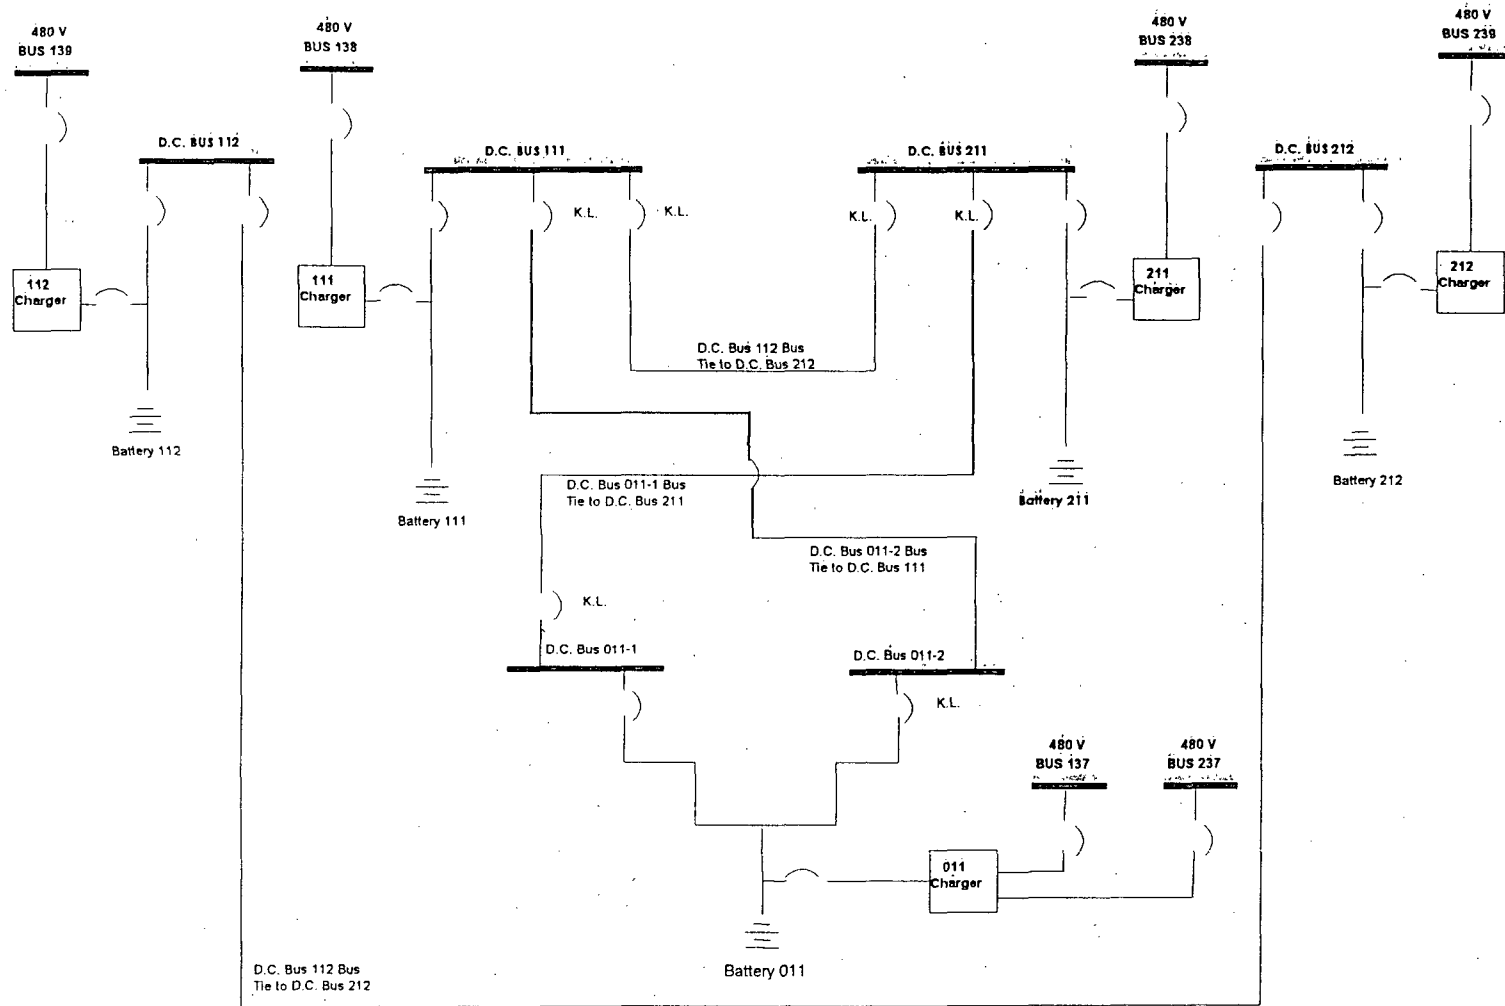 480 V
BUS 139
480 V
BUS 138
480 V
BUS 238
480 V
BUS 239
D.C. BUS 112
D.C. BUS 111
D.C. BUS 211
D.C. BUS 212
K.L.
K.L.
K.L.
K.L.
112
Charger
111
Charger
211
Charger
212
Charger
D.C. Bus 112 Bus
Tie to D.C. Bus 212
Battery 112
Battery 111
D.C. Bus 011-1 Bus
Tie to D.C. Bus 211
Battery 211
Battery 212
D.C. Bus 011-2 Bus
Tie to D.C. Bus 111
K.L.
D.C. Bus 011-1
D.C. Bus 011-2
K.L.
480 V
BUS 137
480 V
BUS 237
011
Charger
Battery 011
D.C. Bus 112 Bus
Tie to D.C. Bus 212